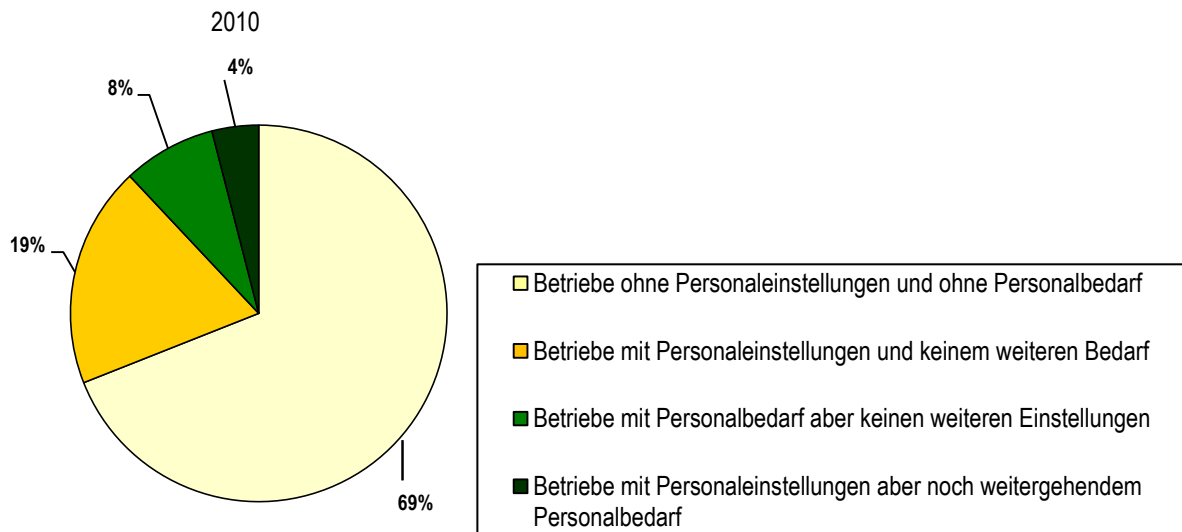 2010
4%
8%
19%
69%
Betriebe ohne Personaleinstellungen und ohne Personalbedarf
Betriebe mit Personaleinstellungen und keinem weiteren Bedarf
Betriebe mit Personalbedarf aber keinen weiteren Einstellungen
Betriebe mit Personaleinstellungen aber noch weitergehendem
Personalbedarf